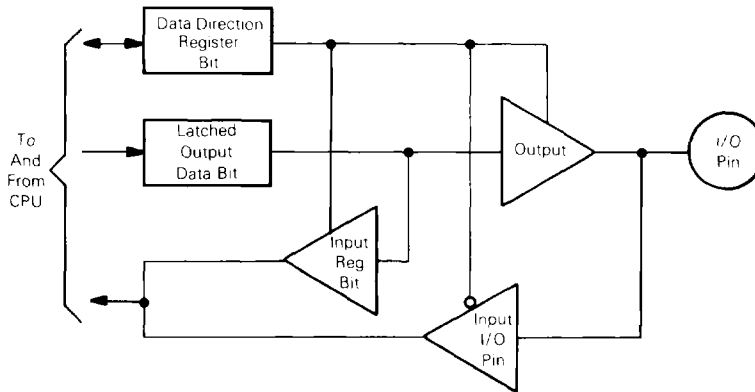 Data Direction
Register
Bit
To
And
From
CPU
Latched
Output
Data Bit
Output
I/O
Pin
Input
Reg
Bit
Input
I/O
Pin